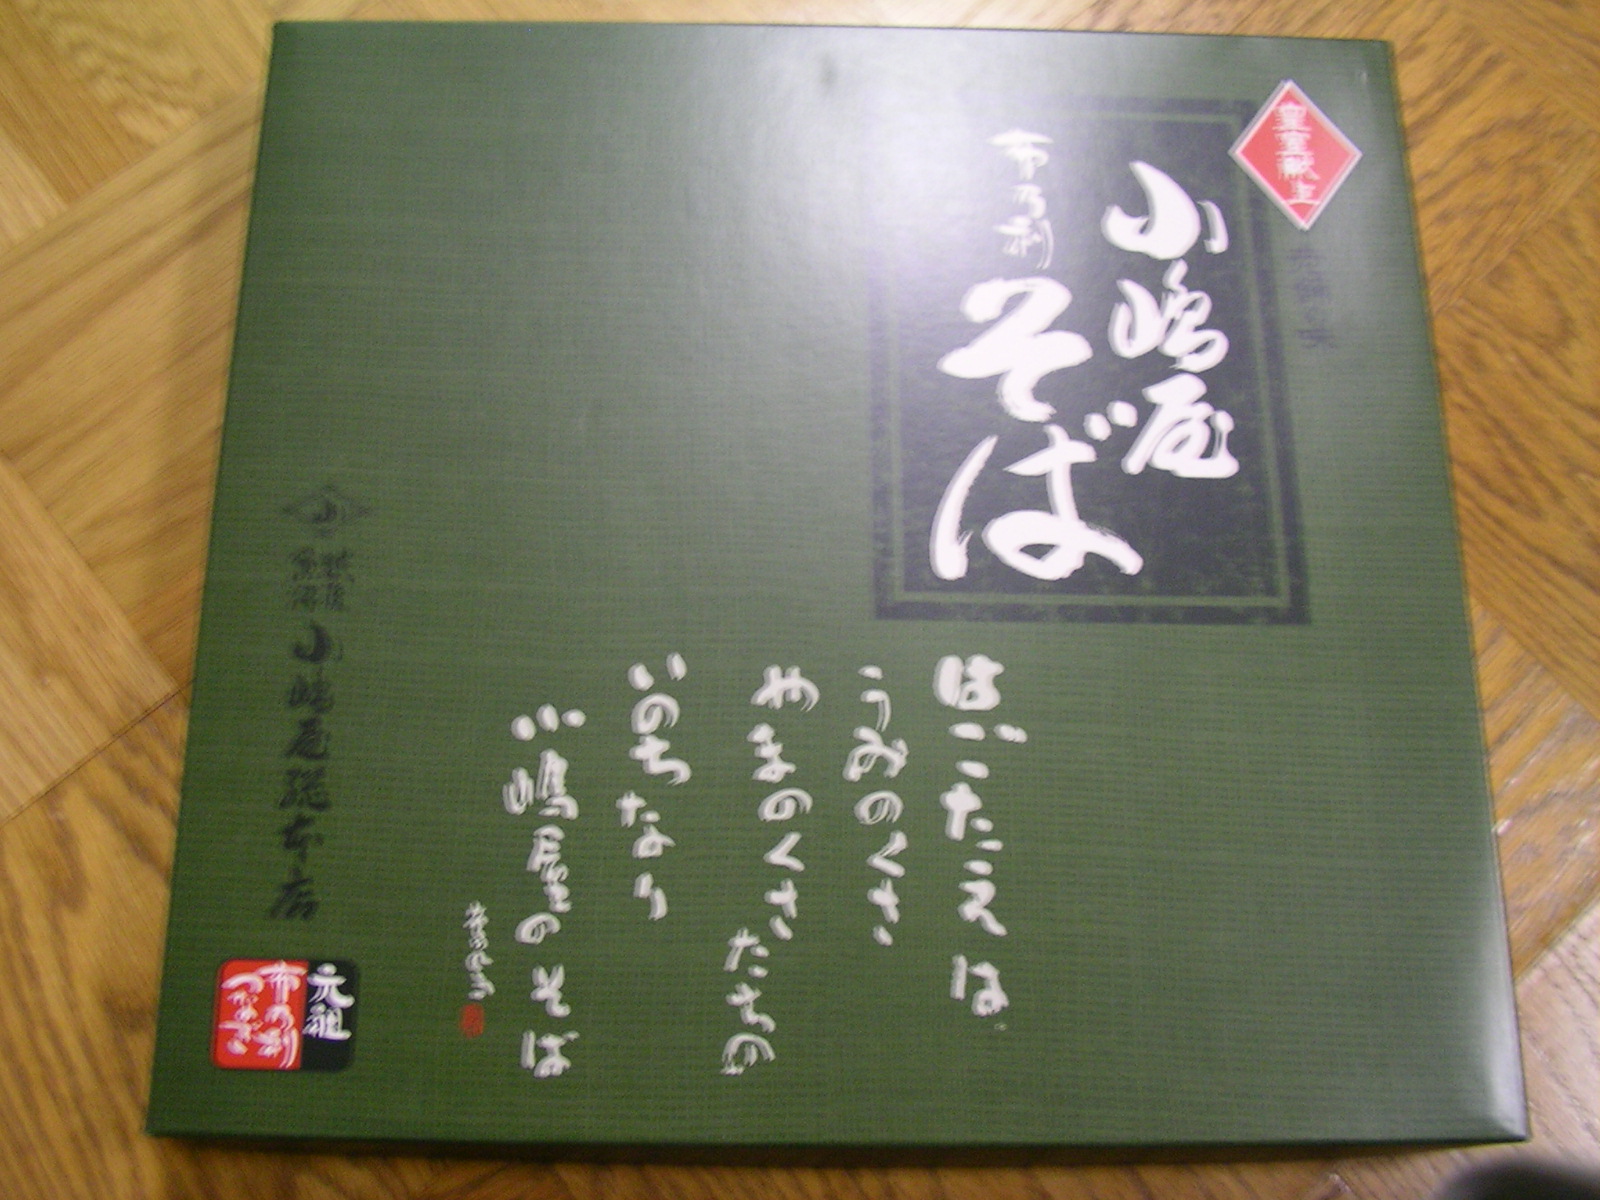 皇室献上
小嶋屋
布乃利
そば
はごたえは
うみのくさ
やまのくさたちの
いのちなり
小嶋屋のそば
小嶋屋総本店
元祖
布乃利
つなぎそば